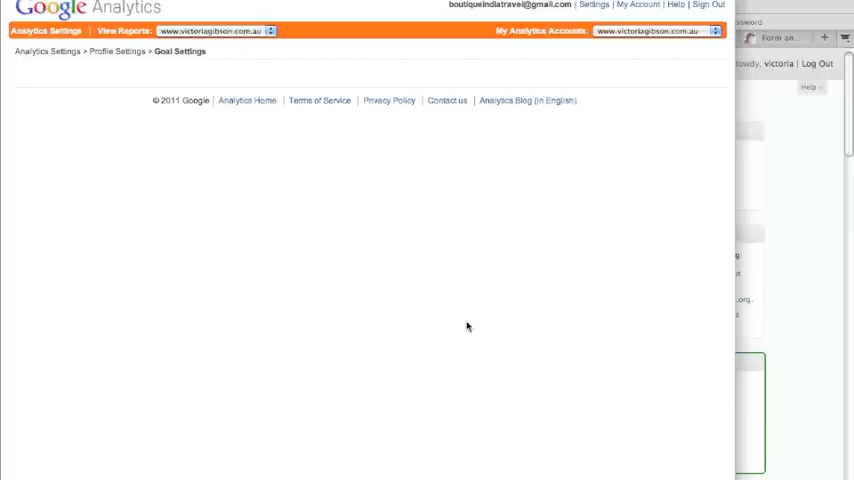 Google Analytics
boutiqueindiatravel@gmail.com | Settings | My Account | Help | Sign Out
Analytics Settings | View Reports: www.victoriagibson.com.au My Analytics Accounts: www.victoriagibson.com.au
Analytics Settings > Profile Settings > Goal Settings
© 2011 Google | Analytics Home | Terms of Service | Privacy Policy | Contact us | Analytics Blog (In English)
Form an...
victoria | Log Out
Help
.org.